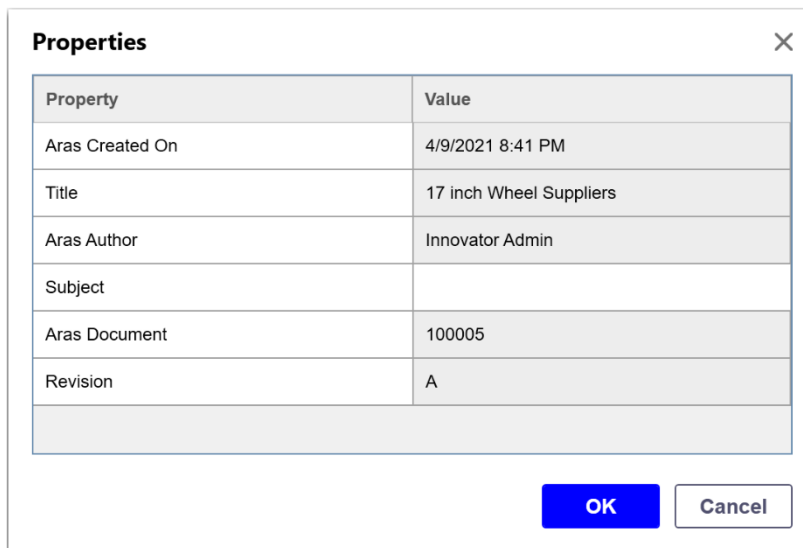 Properties
Property Value
Aras Created On 4/9/2021 8:41 PM
Title 17 inch Wheel Suppliers
Aras Author Innovator Admin
Subject
Aras Document 100005
Revision A
OK Cancel